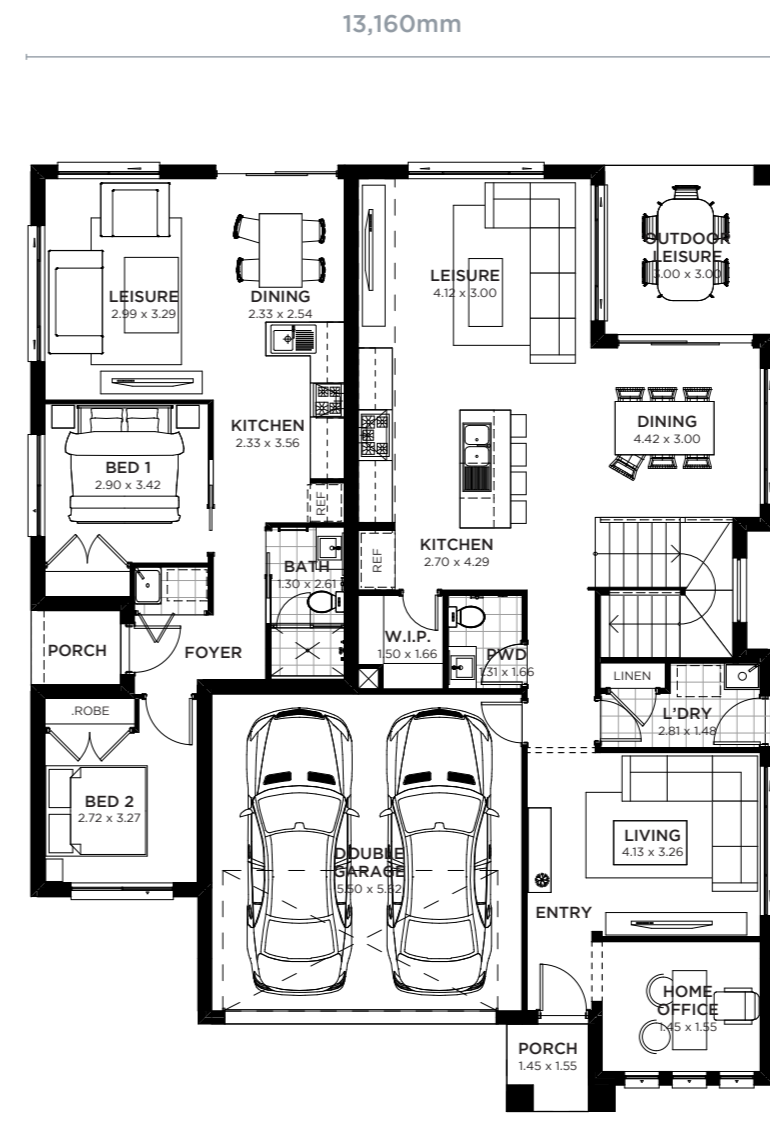 13,160mm
LEISURE
2.99 x 3.29
DINING
2.33 x 2.54
LEISURE
4.12 x 3.00
OUTDOOR
LEISURE
3.00 x 3.00
KITCHEN
2.33 x 3.56
DINING
4.42 x 3.00
BED 1
2.90 x 3.42
REF
KITCHEN
2.70 x 4.29
REF
BATH
1.30 x 2.61
PORCH
FOYER
W.I.P.
1.50 x 1.66
PWD
1.31 x 1.66
LINEN
.ROBE
L'DRY
2.81 x 1.48
BED 2
2.72 x 3.27
LIVING
4.13 x 3.26
DOUBLE
GARAGE
5.50 x 5.62
ENTRY
HOME
OFFICE
1.45 x 1.55
PORCH
1.45 x 1.55